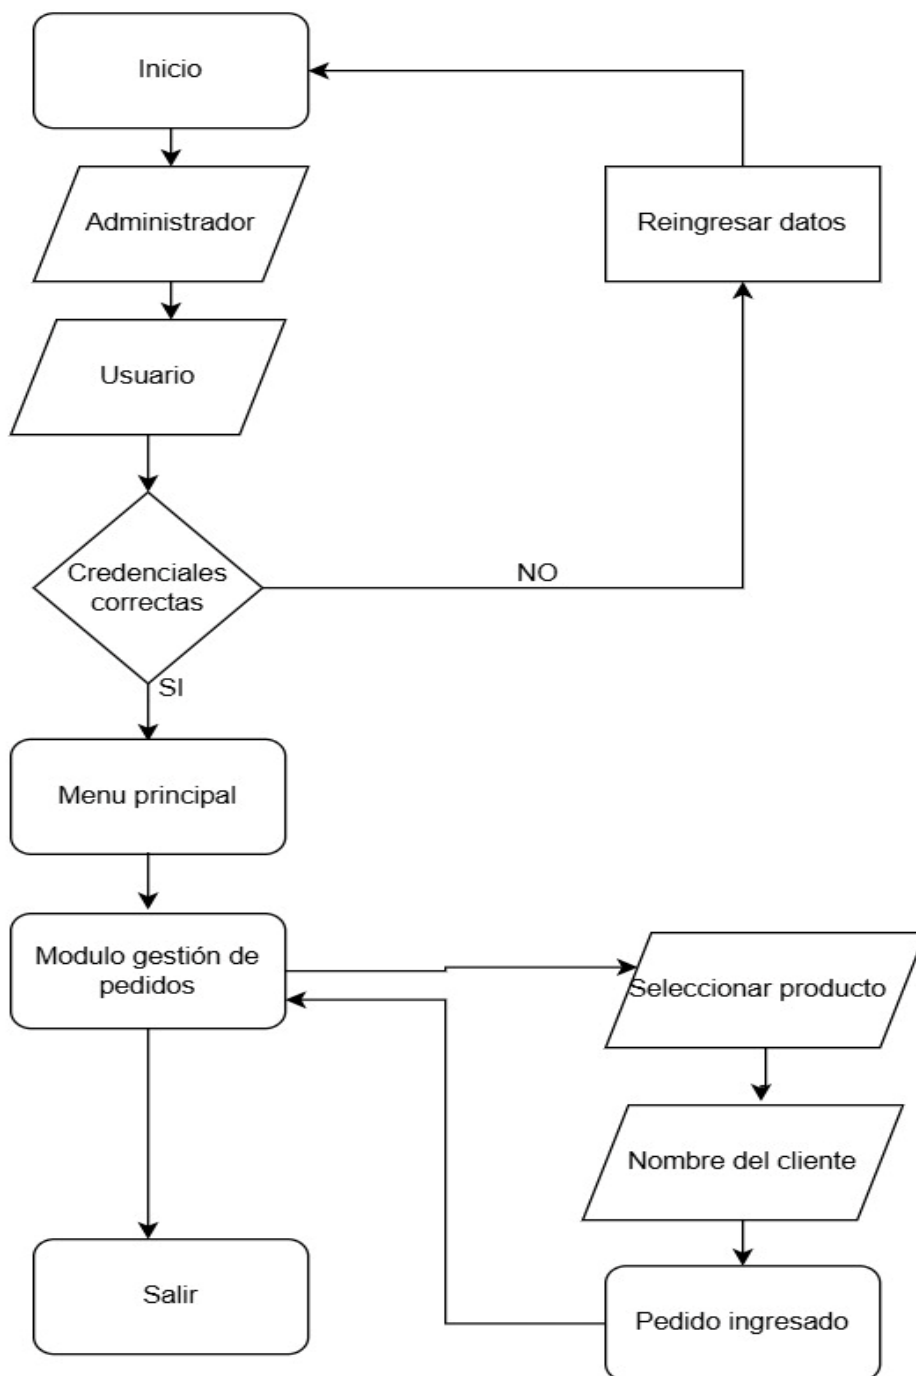 Inicio
Reingresar datos
Administrador
Usuario
Credenciales
correctas
NO
SI
Menu principal
Modulo gestión de
pedidos
Seleccionar producto
Nombre del cliente
Pedido ingresado
Salir